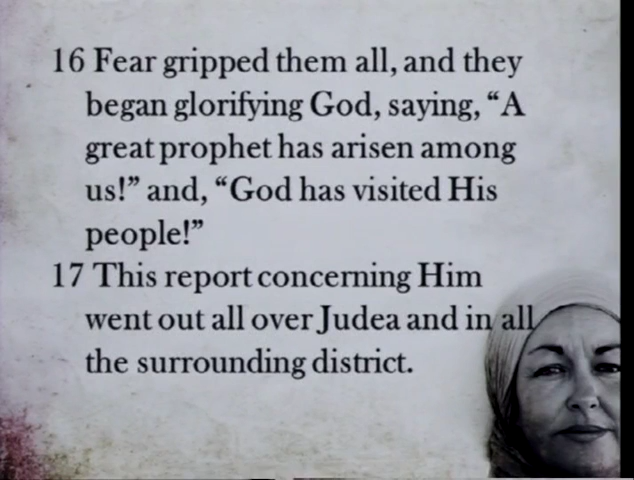 16 Fear gripped them all, and they
began glorifying God, saying, “A
great prophet has arisen among
us!” and, “God has visited His
people!”
17 This report concerning Him
went out all over Judea and in all
the surrounding district.